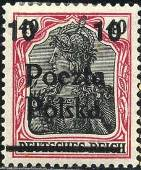 10 10
Poczta
Polska
DEUTSCHES REICH